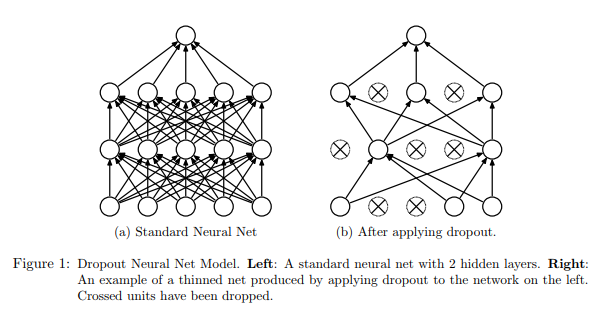 (a) Standard Neural Net
(b) After applying dropout.
Figure 1: Dropout Neural Net Model. Left: A standard neural net with 2 hidden layers. Right:
An example of a thinned net produced by applying dropout to the network on the left.
Crossed units have been dropped.